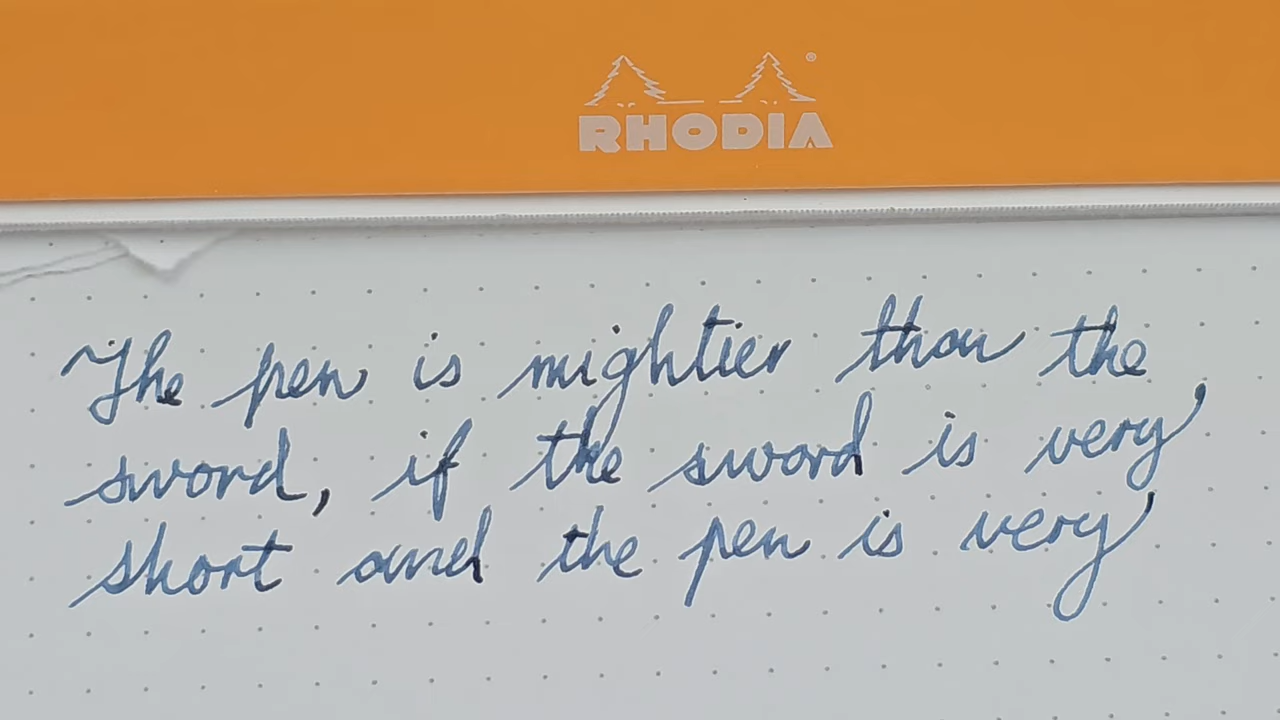 RHODIA
The pen is mightier than the
sword, if the sword is very
short and the pen is very